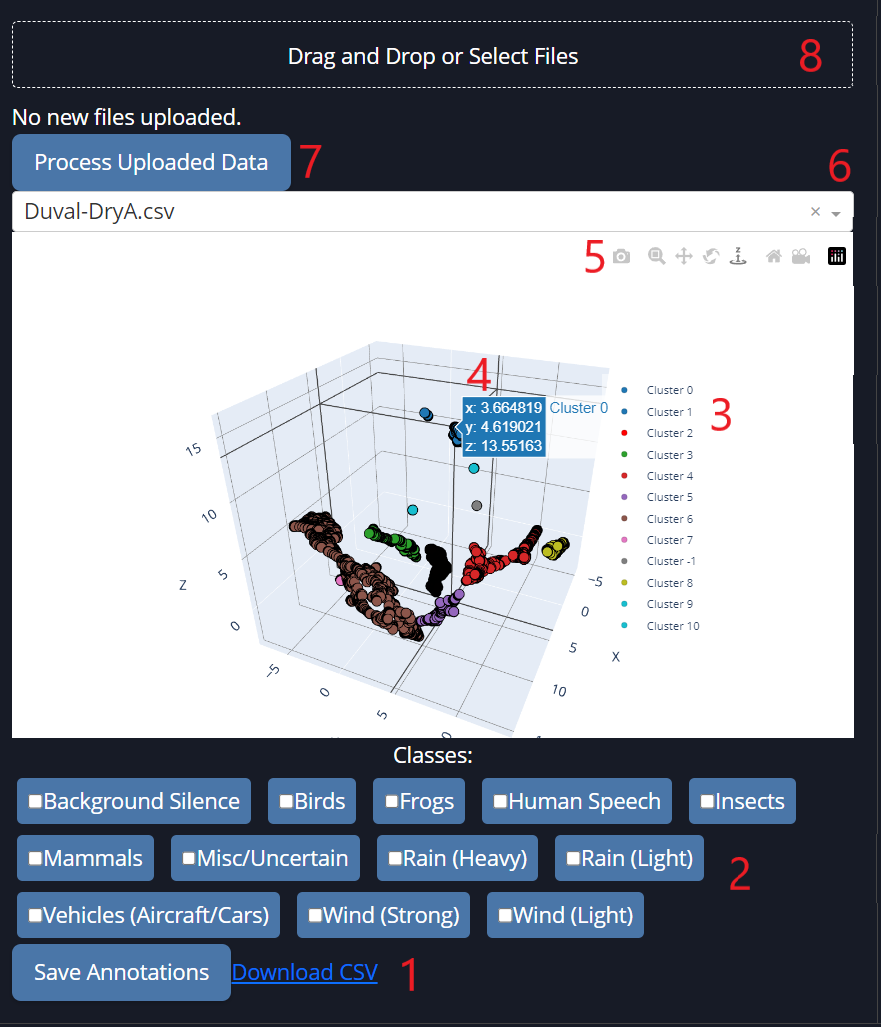 Drag and Drop or Select Files 8
No new files uploaded.
Process Uploaded Data 7
6
Duval-DryA.csv
5
4
x: 3.664819 Cluster 0
y: 4.619021
z: 13.55163
Cluster 0
Cluster 1
3
Cluster 2
Cluster 3
Cluster 4
Cluster 5
Cluster 6
Cluster 7
Cluster -1
Cluster 8
Cluster 9
Cluster 10
15
10
5
0
Z
−5
0
5
−5
0
5
10
X
Classes:
Background Silence Birds Frogs Human Speech Insects
Mammals Misc/Uncertain Rain (Heavy) Rain (Light)
2
Vehicles (Aircraft/Cars) Wind (Strong) Wind (Light)
Save Annotations Download CSV 1